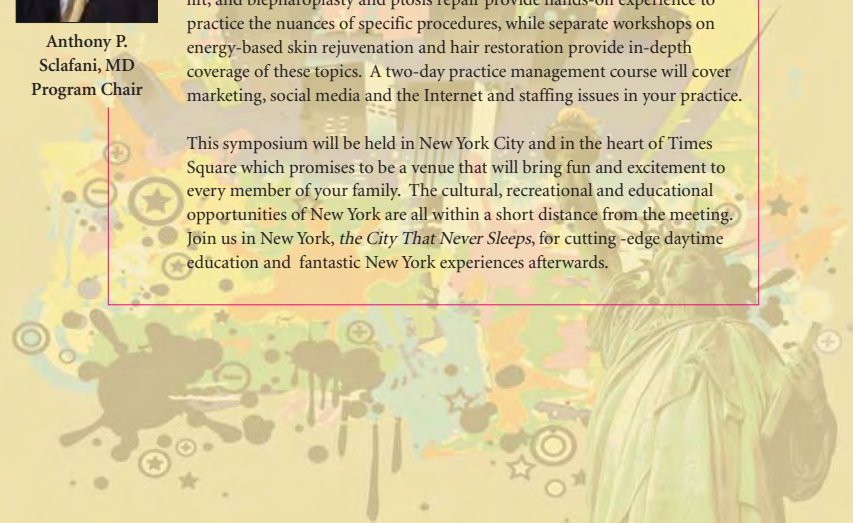 Anthony P.
Sclafani, MD
Program Chair
lift, and blepharoplasty and ptosis repair provide hands-on experience to
practice the nuances of specific procedures, while separate workshops on
energy-based skin rejuvenation and hair restoration provide in-depth
coverage of these topics.  A two-day practice management course will cover
marketing, social media and the Internet and staffing issues in your practice.
This symposium will be held in New York City and in the heart of Times
Square which promises to be a venue that will bring fun and excitement to
every member of your family.  The cultural, recreational and educational
opportunities of New York are all within a short distance from the meeting.
Join us in New York, the City That Never Sleeps, for cutting -edge daytime
education and  fantastic New York experiences afterwards.